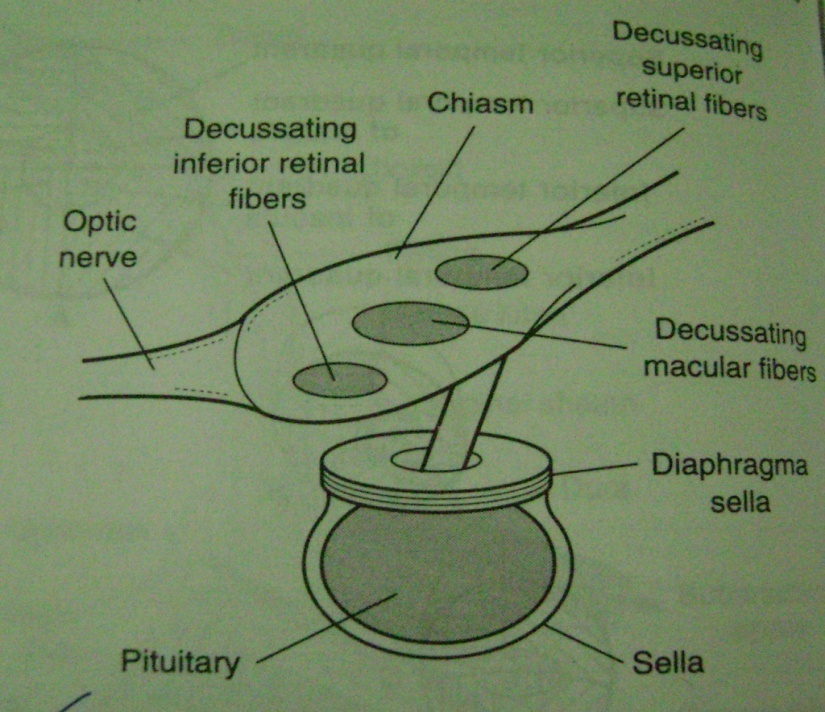 Decussating
superior
retinal fibers
Chiasm
Decussating
inferior retinal
fibers
Optic
nerve
Decussating
macular fibers
Diaphragma
sella
Pituitary
Sella